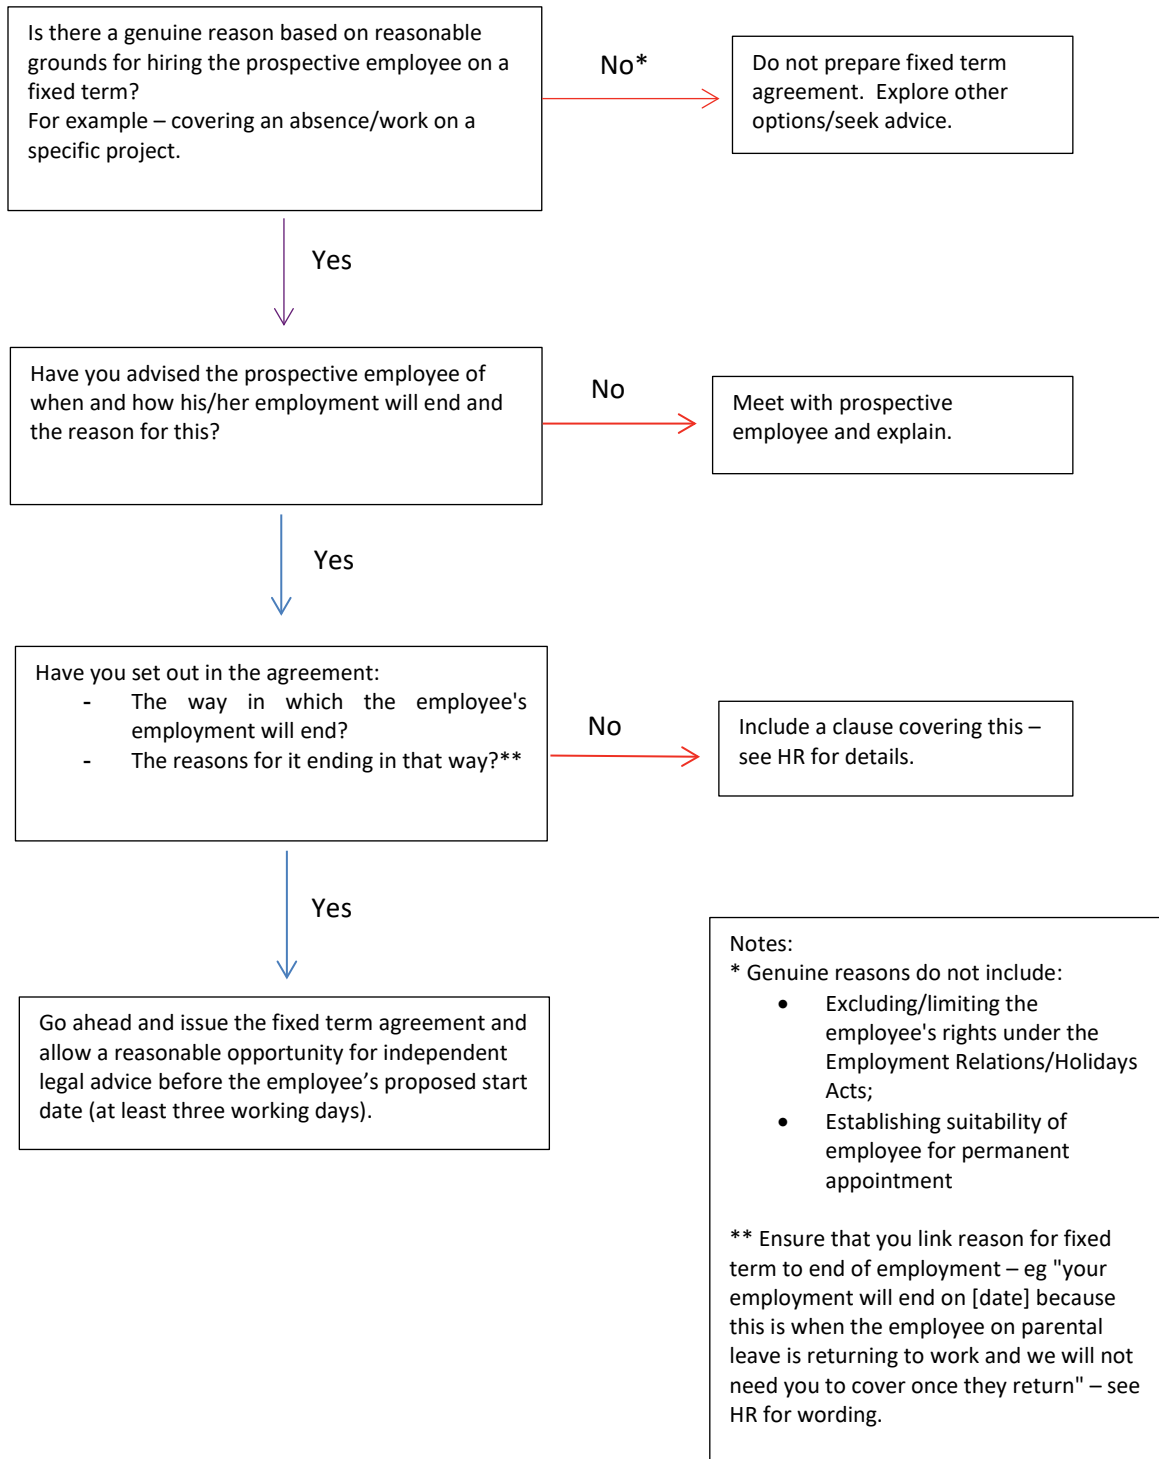 Is there a genuine reason based on reasonable
grounds for hiring the prospective employee on a
fixed term?
For example – covering an absence/work on a
specific project.
No*
Do not prepare fixed term
agreement.  Explore other
options/seek advice.
Yes
Have you advised the prospective employee of
when and how his/her employment will end and
the reason for this?
No
Meet with prospective
employee and explain.
Yes
Have you set out in the agreement:
- The way in which the employee's
employment will end?
- The reasons for it ending in that way?**
No
Include a clause covering this –
see HR for details.
Yes
Go ahead and issue the fixed term agreement and
allow a reasonable opportunity for independent
legal advice before the employee’s proposed start
date (at least three working days).
Notes:
* Genuine reasons do not include:
• Excluding/limiting the
employee's rights under the
Employment Relations/Holidays
Acts;
• Establishing suitability of
employee for permanent
appointment
** Ensure that you link reason for fixed
term to end of employment – eg "your
employment will end on [date] because
this is when the employee on parental
leave is returning to work and we will not
need you to cover once they return" – see
HR for wording.